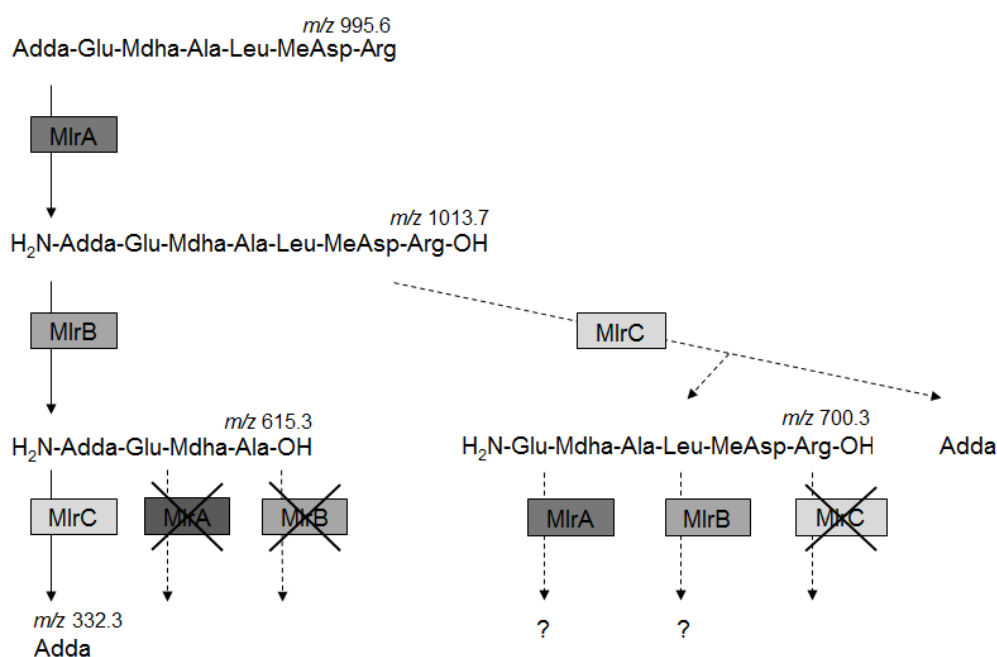 m/z 995.6
Adda-Glu-Mdha-Ala-Leu-MeAsp-Arg
MlrA
m/z 1013.7
H₂N-Adda-Glu-Mdha-Ala-Leu-MeAsp-Arg-OH
MlrB
MlrC
m/z 615.3
m/z 700.3
H₂N-Adda-Glu-Mdha-Ala-OH
H₂N-Glu-Mdha-Ala-Leu-MeAsp-Arg-OH
Adda
MlrC
MlrA
MlrB
MlrA
MlrB
MlrC
m/z 332.3
Adda
?
?